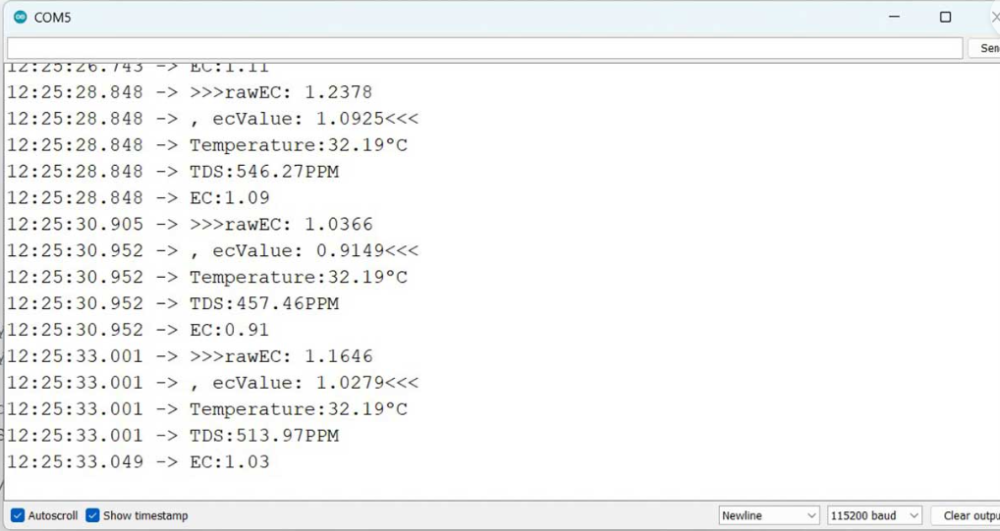 COM5
Sen
12:25:26.743 -> EC:1.11
12:25:28.848 -> >>>rawEC: 1.2378
12:25:28.848 -> , ecValue: 1.0925<<<
12:25:28.848 -> Temperature:32.19°C
12:25:28.848 -> TDS:546.27PPM
12:25:28.848 -> EC:1.09
12:25:30.905 -> >>>rawEC: 1.0366
12:25:30.952 -> , ecValue: 0.9149<<<
12:25:30.952 -> Temperature:32.19°C
12:25:30.952 -> TDS:457.46PPM
12:25:30.952 -> EC:0.91
12:25:33.001 -> >>>rawEC: 1.1646
12:25:33.001 -> , ecValue: 1.0279<<<
12:25:33.001 -> Temperature:32.19°C
12:25:33.001 -> TDS:513.97PPM
12:25:33.049 -> EC:1.03
Autoscroll Show timestamp Newline 115200 baud Clear outpu